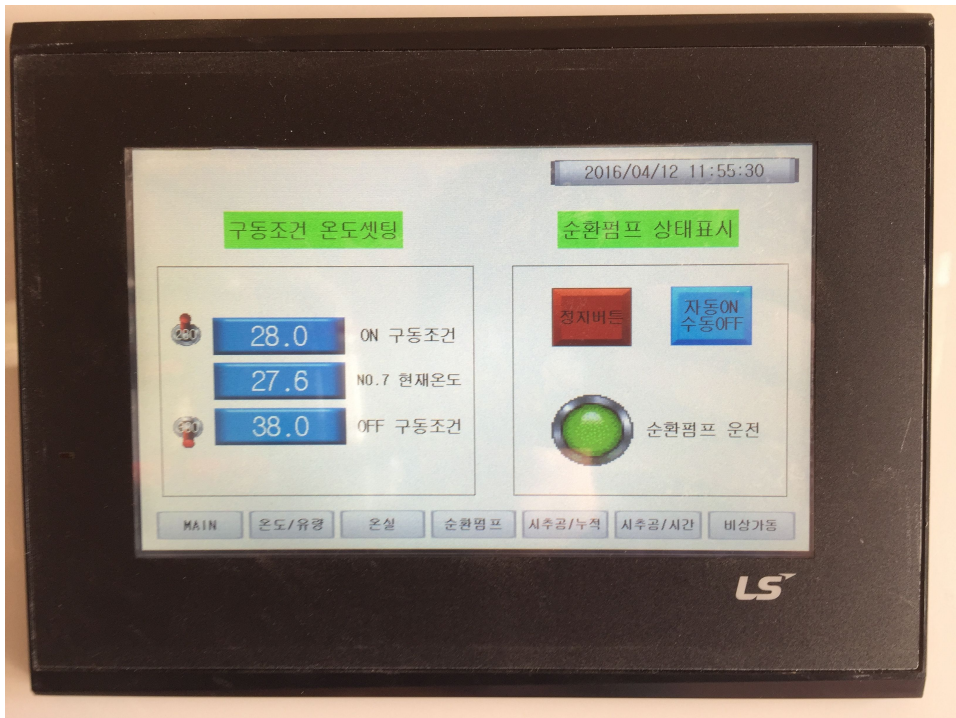 2016/04/12 11:55:30
구동조건 온도셋팅
순환펌프 상태표시
28.0 ON 구동조건
27.6 NO.7 현재온도
38.0 OFF 구동조건
정지버튼
자동ON
수동OFF
순환펌프 운전
MAIN 온도/유량 온실 순환펌프 시추공/누적 시추공/시간 비상가동
LS